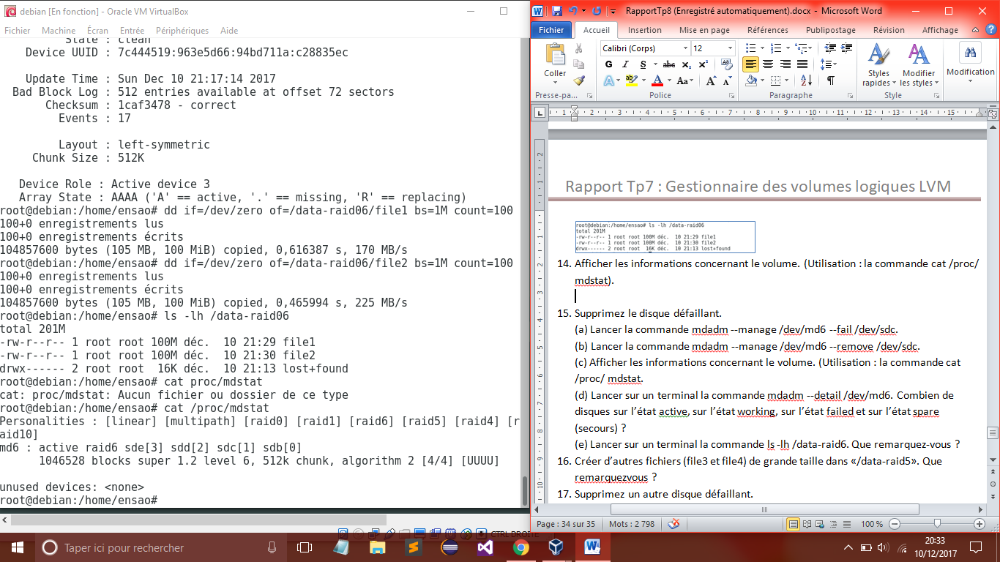 debian [En fonction] - Oracle VM VirtualBox
Fichier Machine Écran Entrée Périphériques Aide
State : clean
Device UUID : 7c444519:963e5d66:94bd711a:c28835ec
Update Time : Sun Dec 10 21:17:14 2017
Bad Block Log : 512 entries available at offset 72 sectors
Checksum : 1caf3478 - correct
Events : 17
Layout : left-symmetric
Chunk Size : 512K
Device Role : Active device 3
Array State : AAAA ('A' == active, '.' == missing, 'R' == replacing)
root@debian:/home/ensao# dd if=/dev/zero of=/data-raid06/file1 bs=1M count=100
100+0 enregistrements lus
100+0 enregistrements écrits
104857600 bytes (105 MB, 100 MiB) copied, 0,616387 s, 170 MB/s
root@debian:/home/ensao# dd if=/dev/zero of=/data-raid06/file2 bs=1M count=100
100+0 enregistrements lus
100+0 enregistrements écrits
104857600 bytes (105 MB, 100 MiB) copied, 0,465994 s, 225 MB/s
root@debian:/home/ensao# ls -lh /data-raid06
total 201M
-rw-r--r-- 1 root root 100M déc.  10 21:29 file1
-rw-r--r-- 1 root root 100M déc.  10 21:30 file2
drwx------ 2 root root  16K déc.  10 21:13 lost+found
root@debian:/home/ensao# cat proc/mdstat
cat: proc/mdstat: Aucun fichier ou dossier de ce type
root@debian:/home/ensao# cat /proc/mdstat
Personalities : [linear] [multipath] [raid0] [raid1] [raid6] [raid5] [raid4] [r
aid10]
md6 : active raid6 sde[3] sdd[2] sdc[1] sdb[0]
1046528 blocks super 1.2 level 6, 512k chunk, algorithm 2 [4/4] [UUUU]
unused devices: <none>
root@debian:/home/ensao#
CTRL DROITE
RapportTp8 (Enregistré automatiquement).docx - Microsoft Word
Fichier Accueil Insertion Mise en page Références Publipostage Révision Affichage
Calibri (Corps) 12
Coller
G I S abc x₂ x²
Styles rapides
Modifier les styles
Modification
Presse-pa... Police Paragraphe Style
1 1 2 3 4 5 6 7 8 9 10 11 12 13 14 15
Rapport Tp7 : Gestionnaire des volumes logiques LVM
root@debian:/home/ensao# ls -lh /data-raid06
total 201M
-rw-r--r-- 1 root root 100M déc.  10 21:29 file1
-rw-r--r-- 1 root root 100M déc.  10 21:30 file2
drwx------ 2 root root  16K déc.  10 21:13 lost+found
14. Afficher les informations concernant le volume. (Utilisation : la commande cat /proc/
mdstat).
15. Supprimez le disque défaillant.
(a) Lancer la commande mdadm --manage /dev/md6 --fail /dev/sdc.
(b) Lancer la commande mdadm --manage /dev/md6 --remove /dev/sdc.
(c) Afficher les informations concernant le volume. (Utilisation : la commande cat
/proc/ mdstat.
(d) Lancer sur un terminal la commande mdadm --detail /dev/md6. Combien de
disques sur l’état active, sur l’état working, sur l’état failed et sur l’état spare
(secours) ?
(e) Lancer sur un terminal la commande ls -lh /data-raid6. Que remarquez-vous ?
16. Créer d’autres fichiers (file3 et file4) de grande taille dans «/data-raid5». Que
remarquezvous ?
17. Supprimez un autre disque défaillant.
Page : 34 sur 35 Mots : 2 798 100 %
Taper ici pour rechercher
20:33
10/12/2017